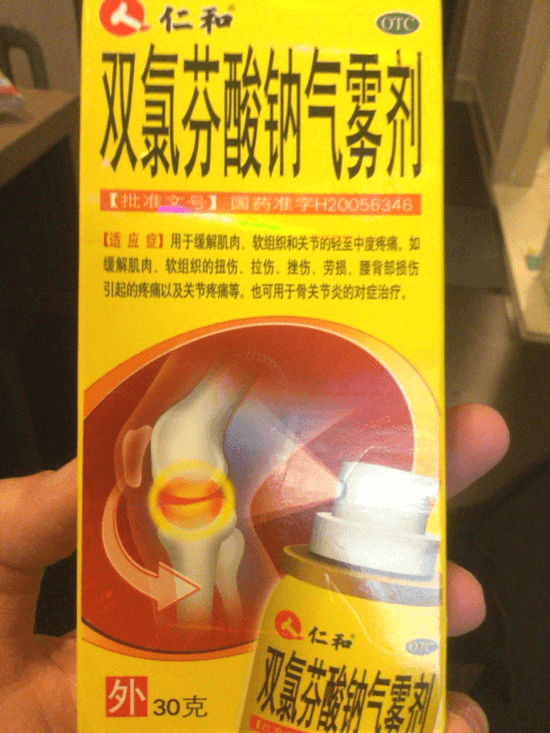 仁和® OTC
双氯芬酸钠气雾剂
【批准文号】国药准字H20056346
【适应症】用于缓解肌肉、软组织和关节的轻至中度疼痛。如
缓解肌肉、软组织的扭伤、拉伤、挫伤、劳损、腰背部损伤
引起的疼痛以及关节疼痛等。也可用于骨关节炎的对症治疗。
仁和® OTC
双氯芬酸钠气雾剂
外 30克